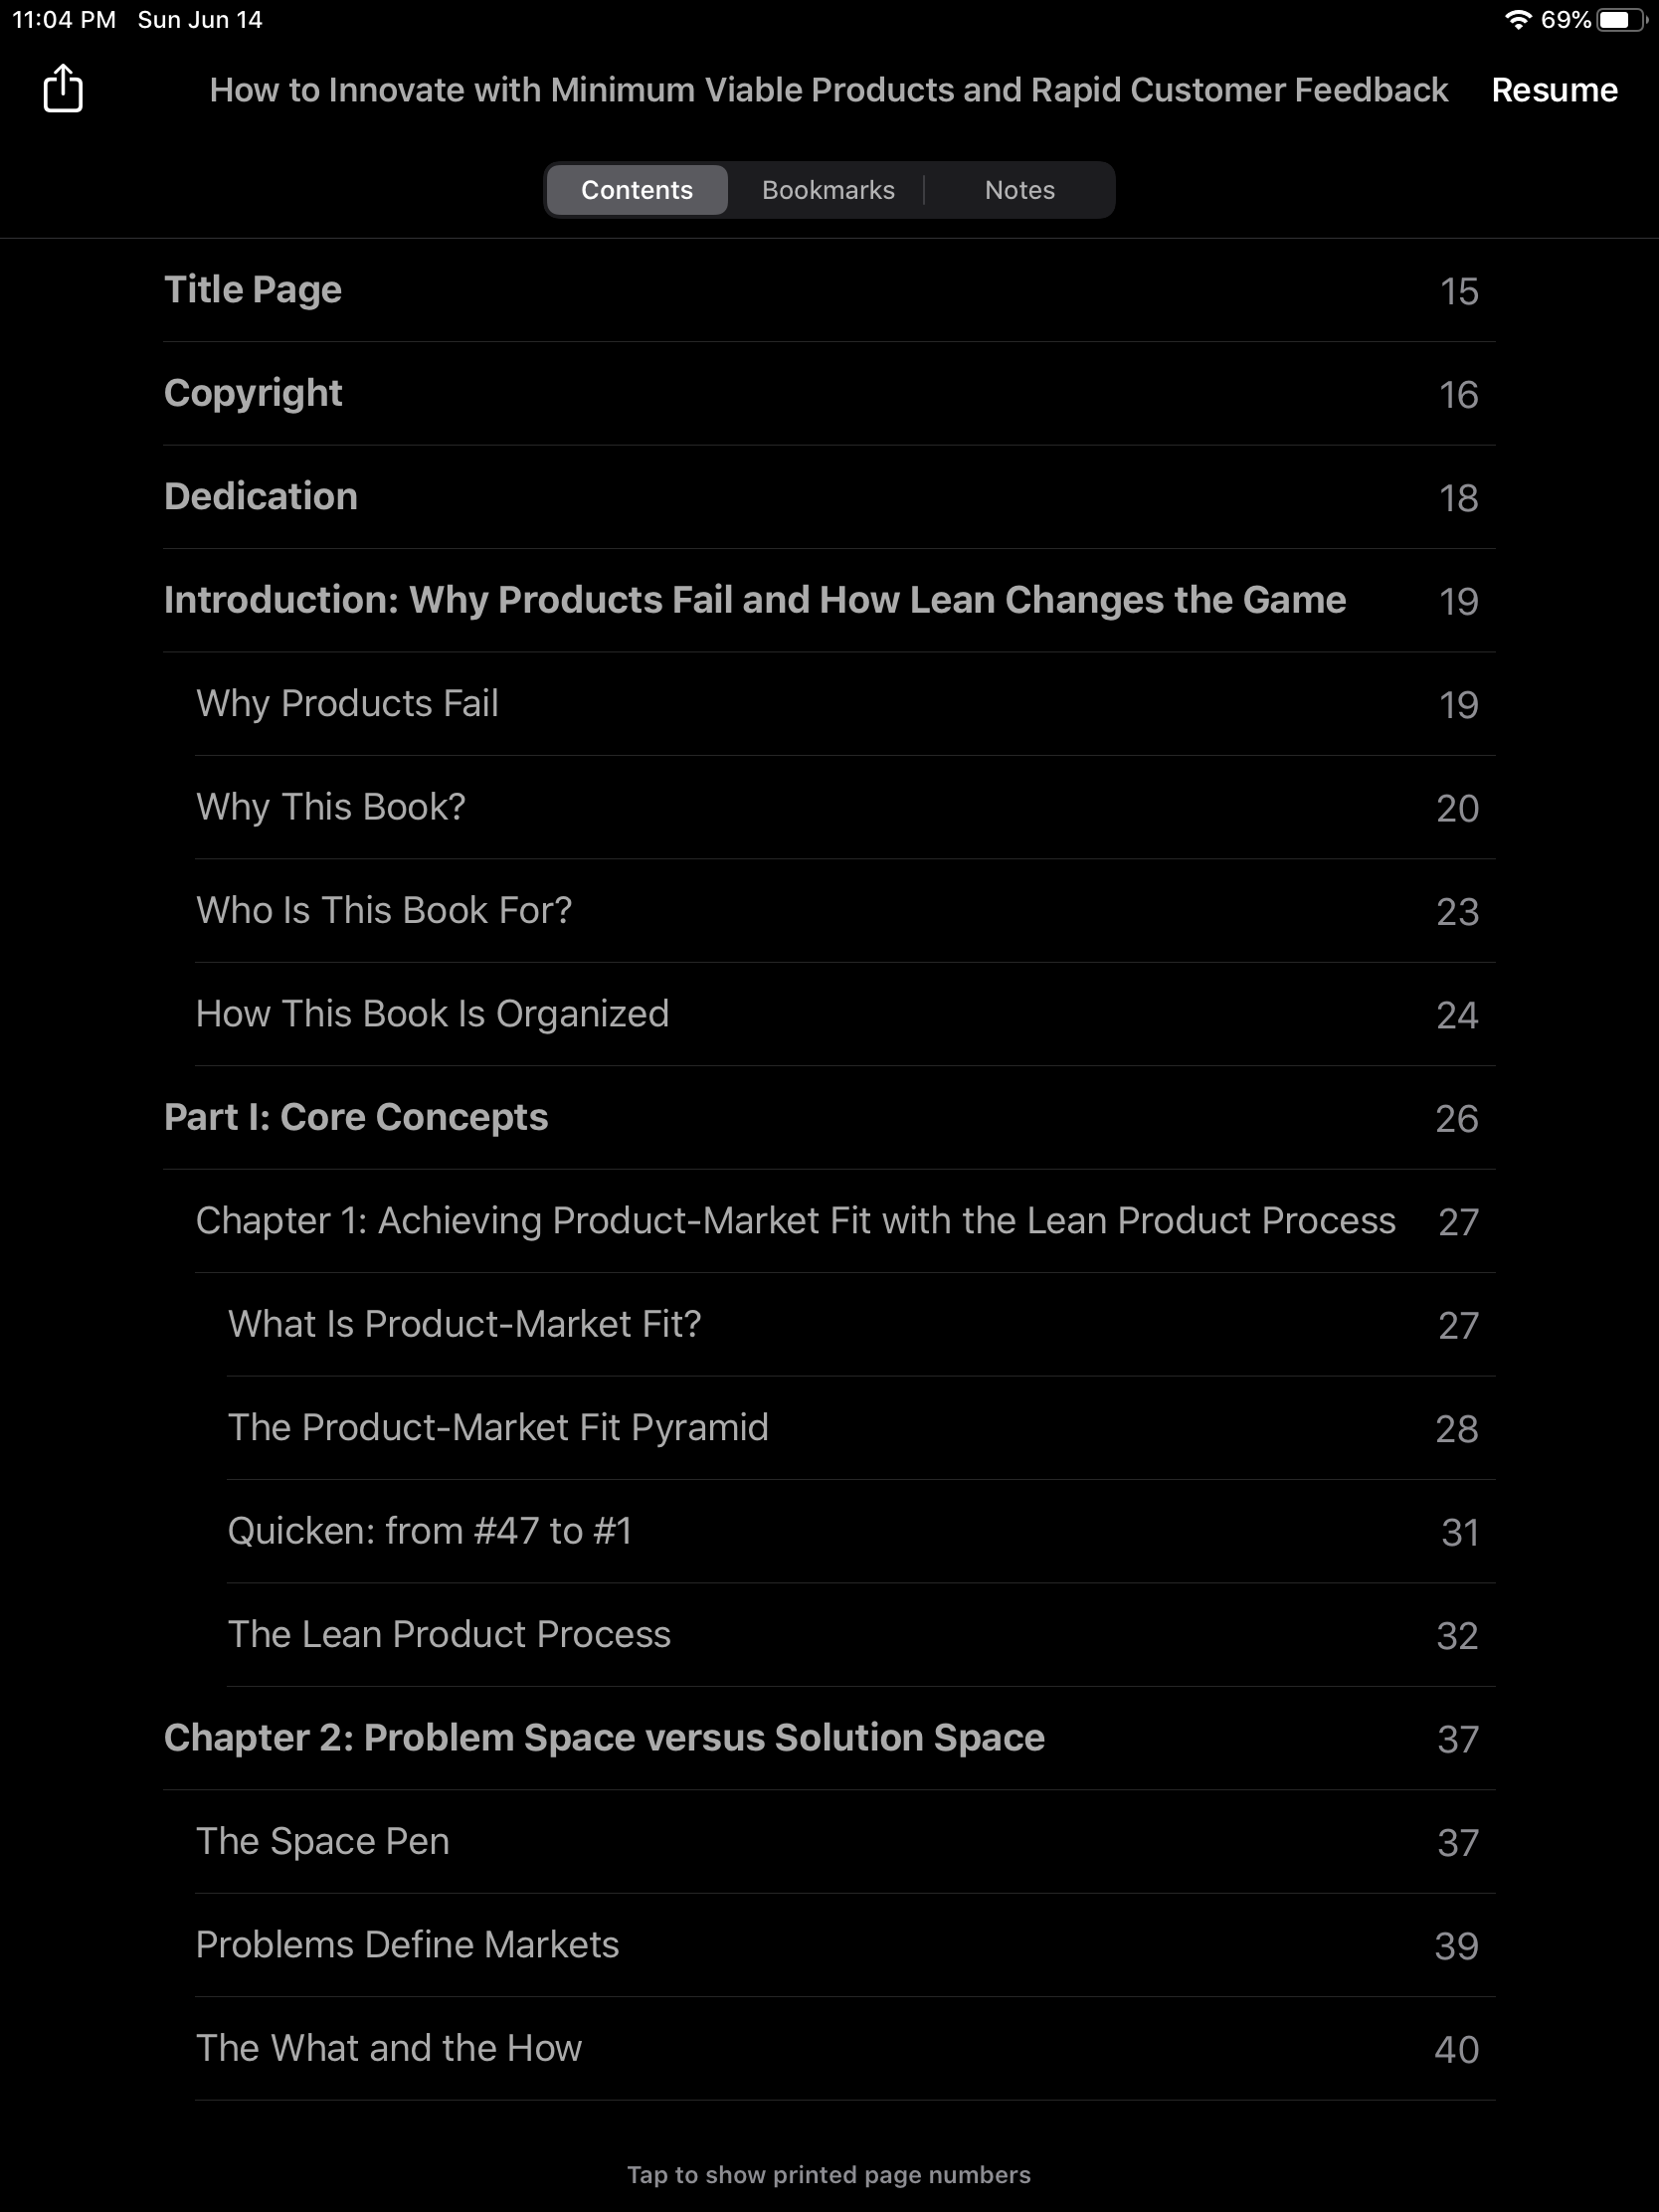 11:04 PM Sun Jun 14 69%
How to Innovate with Minimum Viable Products and Rapid Customer Feedback Resume
Contents Bookmarks Notes
Title Page 15
Copyright 16
Dedication 18
Introduction: Why Products Fail and How Lean Changes the Game 19
Why Products Fail 19
Why This Book? 20
Who Is This Book For? 23
How This Book Is Organized 24
Part I: Core Concepts 26
Chapter 1: Achieving Product-Market Fit with the Lean Product Process 27
What Is Product-Market Fit? 27
The Product-Market Fit Pyramid 28
Quicken: from #47 to #1 31
The Lean Product Process 32
Chapter 2: Problem Space versus Solution Space 37
The Space Pen 37
Problems Define Markets 39
The What and the How 40
Tap to show printed page numbers